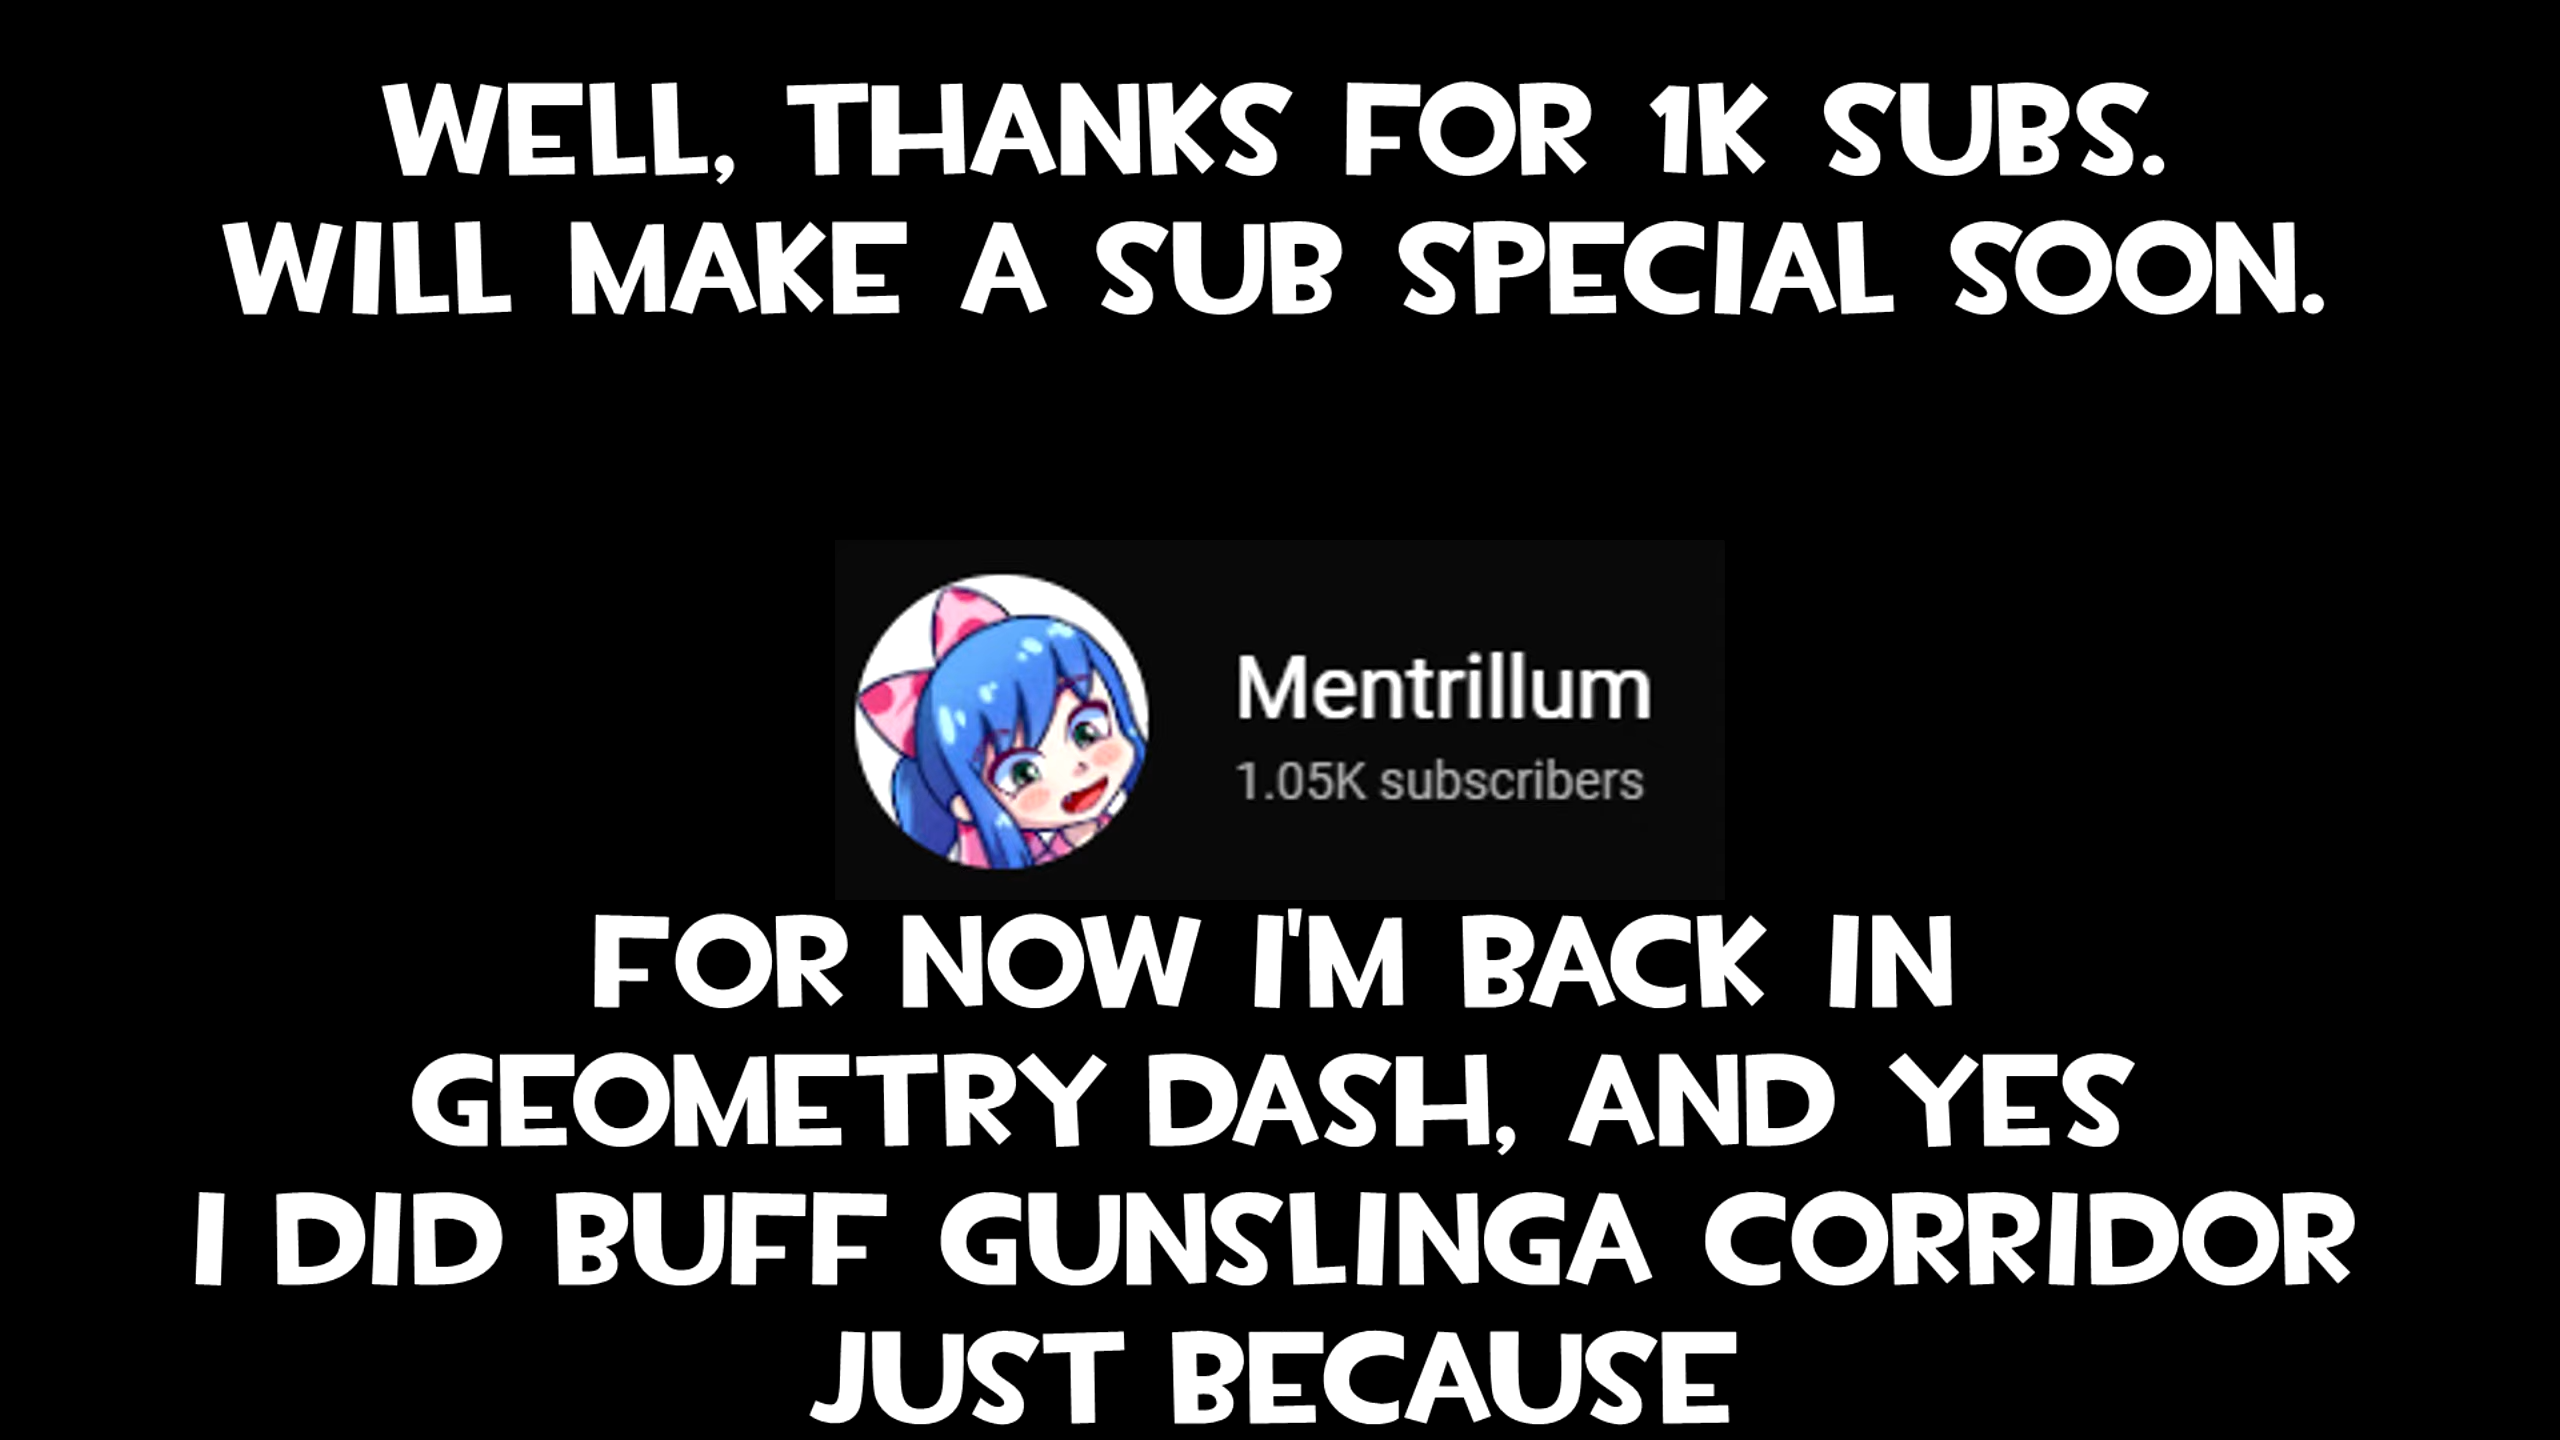 WELL, THANKS FOR 1K SUBS.
WILL MAKE A SUB SPECIAL SOON.
Mentrillum
1.05K subscribers
FOR NOW I'M BACK IN
GEOMETRY DASH, AND YES
I DID BUFF GUNSLINGA CORRIDOR
JUST BECAUSE